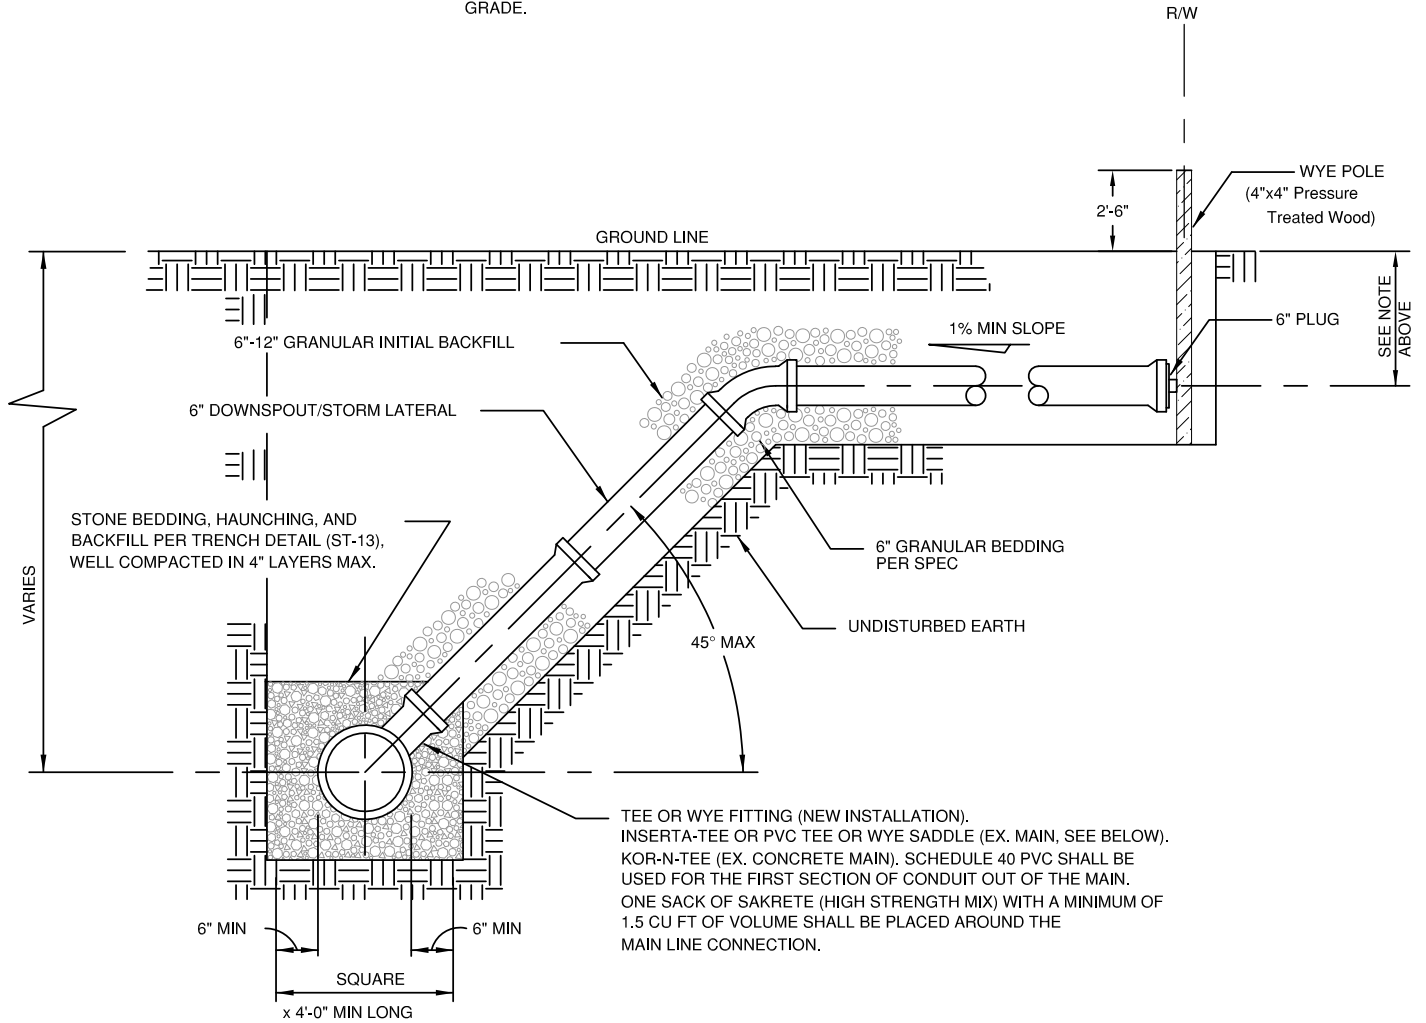 GRADE.
R/W
WYE POLE
(4"x4" Pressure
Treated Wood)
2'-6"
GROUND LINE
SEE NOTE
ABOVE
6" PLUG
1% MIN SLOPE
6"-12" GRANULAR INITIAL BACKFILL
6" DOWNSPOUT/STORM LATERAL
STONE BEDDING, HAUNCHING, AND
BACKFILL PER TRENCH DETAIL (ST-13),
WELL COMPACTED IN 4" LAYERS MAX.
6" GRANULAR BEDDING
PER SPEC
VARIES
UNDISTURBED EARTH
45° MAX
TEE OR WYE FITTING (NEW INSTALLATION).
INSERTA-TEE OR PVC TEE OR WYE SADDLE (EX. MAIN, SEE BELOW).
KOR-N-TEE (EX. CONCRETE MAIN). SCHEDULE 40 PVC SHALL BE
USED FOR THE FIRST SECTION OF CONDUIT OUT OF THE MAIN.
ONE SACK OF SAKRETE (HIGH STRENGTH MIX) WITH A MINIMUM OF
1.5 CU FT OF VOLUME SHALL BE PLACED AROUND THE
MAIN LINE CONNECTION.
6" MIN
6" MIN
SQUARE
x 4'-0" MIN LONG